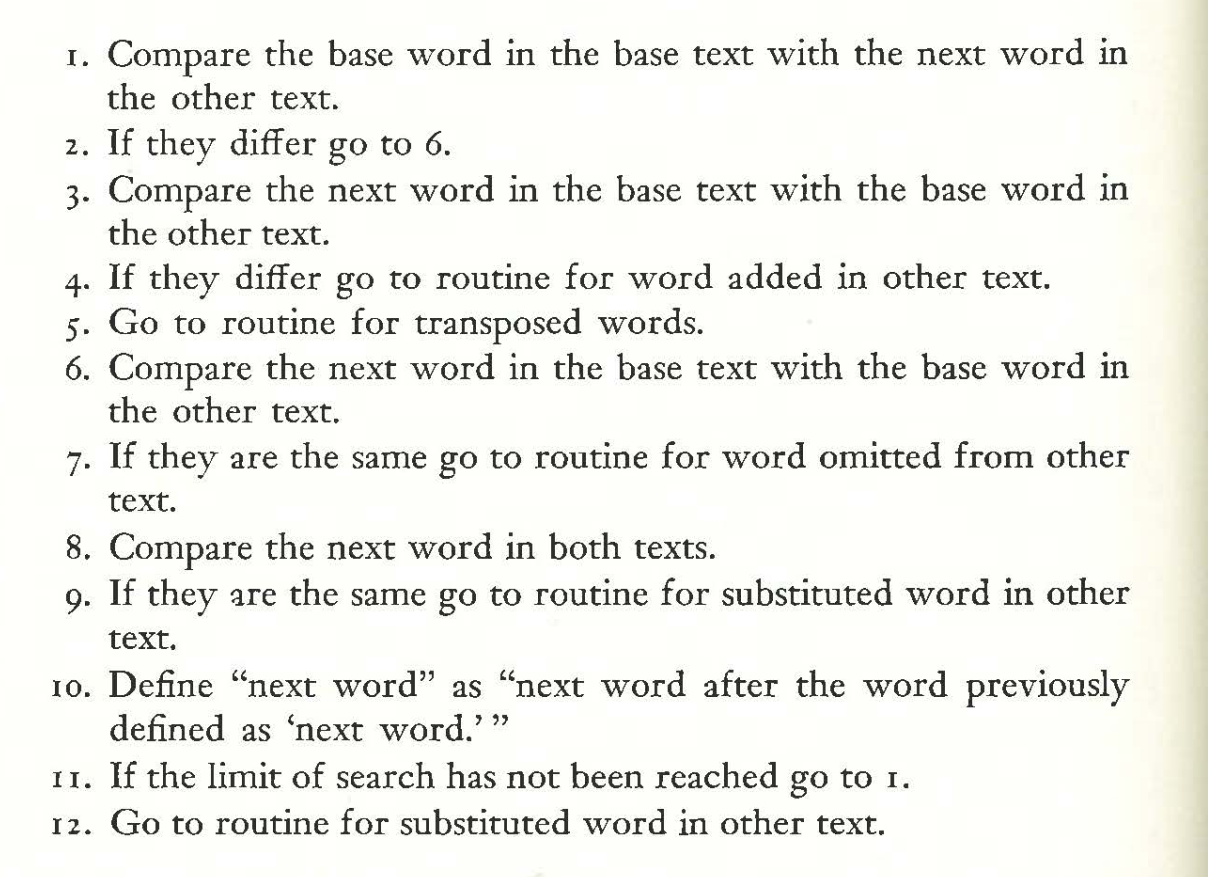 1. Compare the base word in the base text with the next word in
the other text.
2. If they differ go to 6.
3. Compare the next word in the base text with the base word in
the other text.
4. If they differ go to routine for word added in other text.
5. Go to routine for transposed words.
6. Compare the next word in the base text with the base word in
the other text.
7. If they are the same go to routine for word omitted from other
text.
8. Compare the next word in both texts.
9. If they are the same go to routine for substituted word in other
text.
10. Define “next word” as “next word after the word previously
defined as ‘next word.’ ”
11. If the limit of search has not been reached go to 1.
12. Go to routine for substituted word in other text.